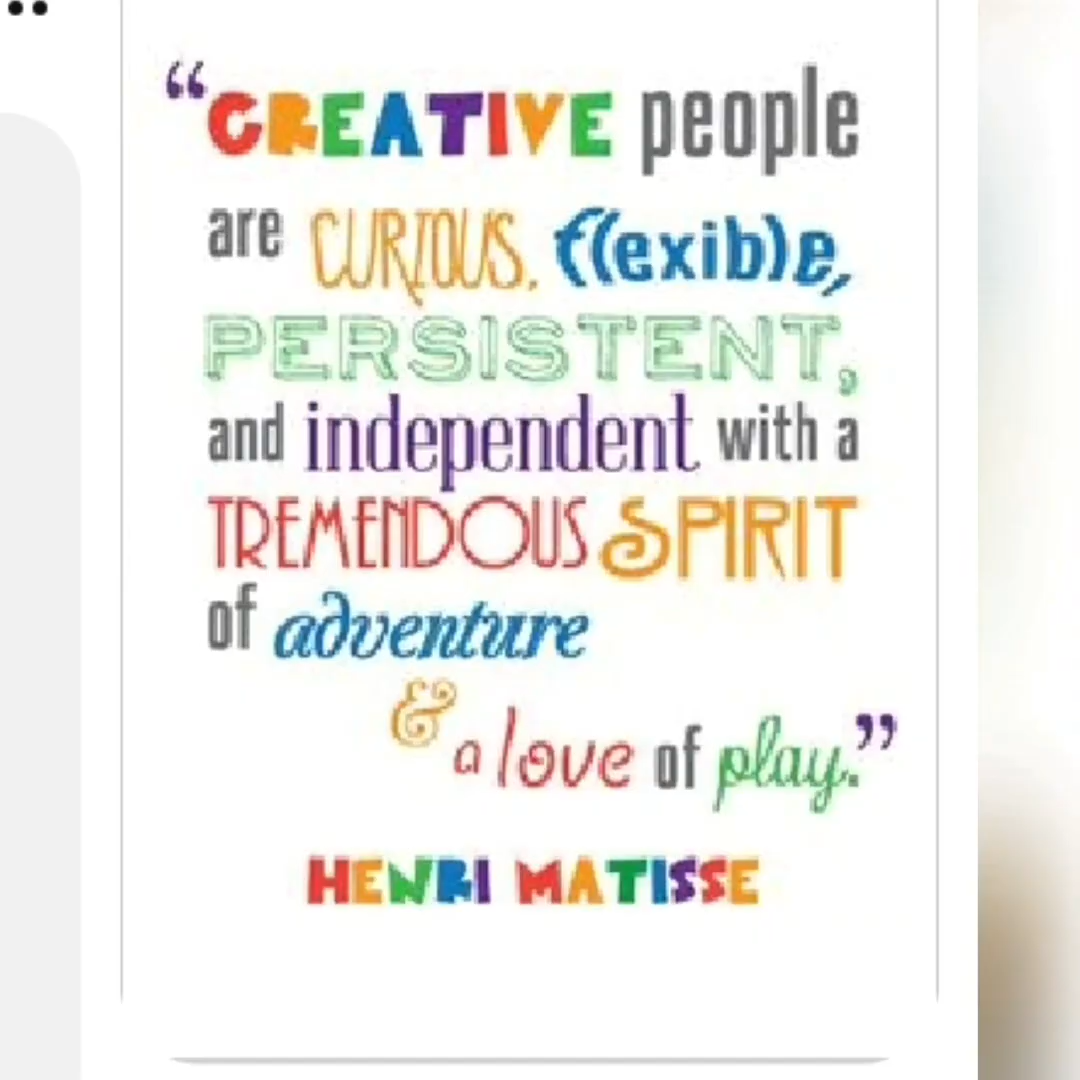 “CREATIVE people
are CURIOUS, flexible,
PERSISTENT,
and independent with a
TREMENDOUS SPIRIT
of adventure
& a love of play.”
HENRI MATISSE